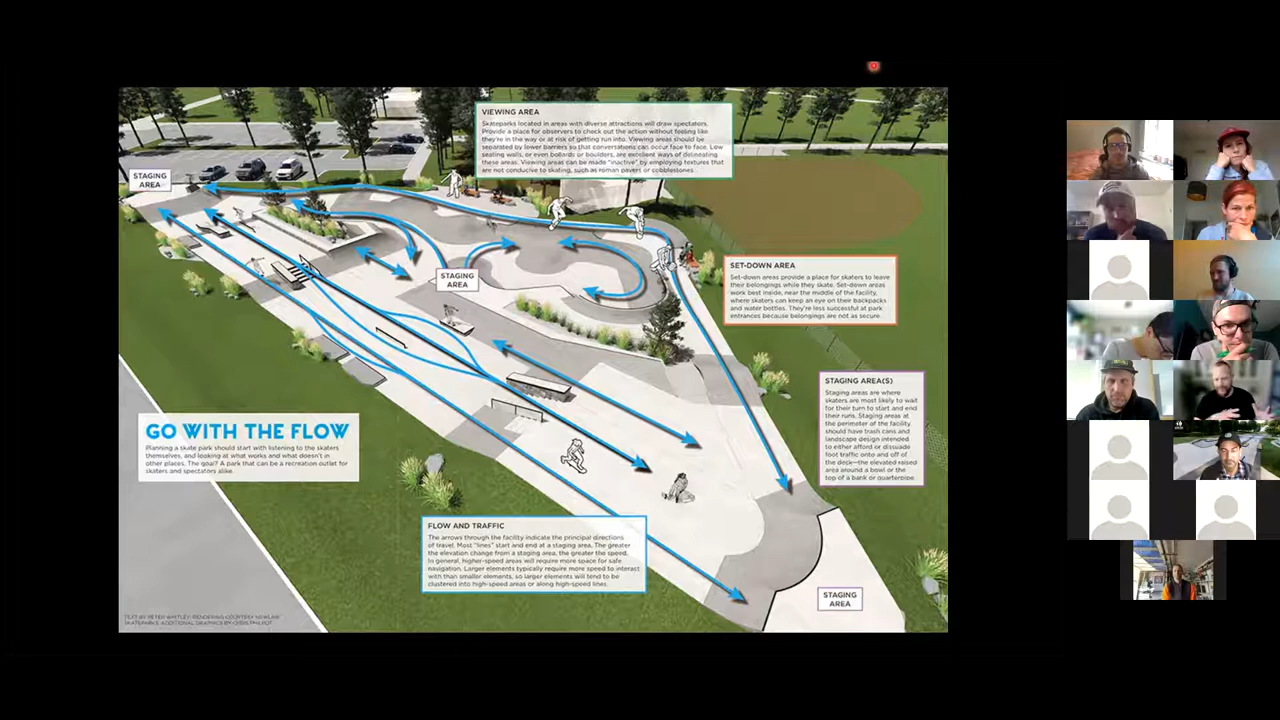 VIEWING AREA
Skateparks located in areas with diverse attractions will draw spectators.
Provide a place for observers to check out the action without feeling like
they're in the way or at risk of getting run into. Viewing areas should be
separated by lower barriers so that conversations can occur face to face. Low
seating walls, or even bollards or boulders, are excellent ways of delineating
these areas. Viewing areas can be made "inactive" by employing textures that
are not conducive to skating, such as roman pavers or cobblestones.
STAGING
AREA
STAGING
AREA
SET-DOWN AREA
Set-down areas provide a place for skaters to leave
their belongings while they skate. Set-down areas
work best inside, near the middle of the facility,
where skaters can keep an eye on their backpacks
and water bottles. They're less successful at park
entrances because belongings are not as secure.
STAGING AREA(S)
Staging areas are where
skaters are most likely to wait
for their turn to start and end
their runs. Staging areas at
the perimeter of the facility
should have trash cans and
landscape design intended
to either afford or dissuade
foot traffic onto and off of
the deck—the elevated raised
area around a bowl or the
top of a bank or quarterpipe.
GO WITH THE FLOW
Planning a skate park should start with listening to the skaters
themselves, and looking at what works and what doesn't in
other places. The goal? A park that can be a recreation outlet for
skaters and spectators alike.
FLOW AND TRAFFIC
The arrows through the facility indicate the principal directions
of travel. Most "lines" start and end at a staging area. The greater
the elevation change from a staging area, the greater the speed.
In general, higher-speed areas will require more space for safe
navigation. Larger elements typically require more speed to interact
with than smaller elements, so larger elements will tend to be
clustered into high-speed areas or along high-speed lines.
STAGING
AREA
TEXT BY PETER WHITLEY; RENDERING COURTESY NEWLINE
SKATEPARKS; ADDITIONAL GRAPHICS BY CHRIS PHILPOT